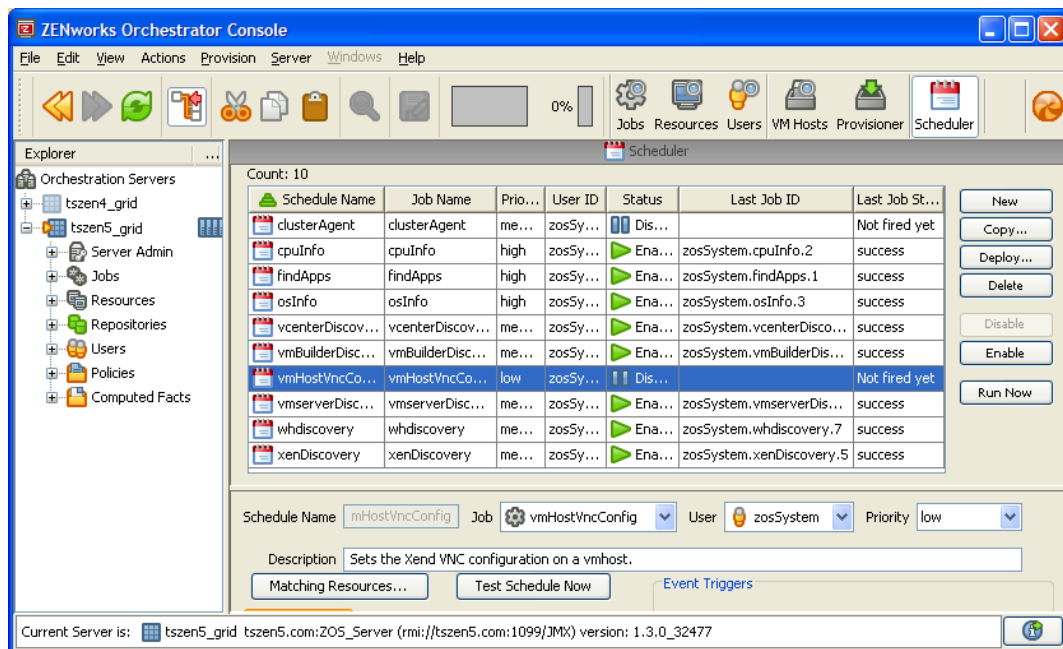 ZENworks Orchestrator Console
File Edit View Actions Provision Server Windows Help
0% Jobs Resources Users VM Hosts Provisioner Scheduler
Explorer ...
Orchestration Servers
tszen4_grid
tszen5_grid
Server Admin
Jobs
Resources
Repositories
Users
Policies
Computed Facts
Scheduler
Count: 10
Schedule Name Job Name Prio... User ID Status Last Job ID Last Job St...
clusterAgent clusterAgent me... zosSy... Dis... Not fired yet
cpuInfo cpuInfo high zosSy... Ena... zosSystem.cpuInfo.2 success
findApps findApps high zosSy... Ena... zosSystem.findApps.1 success
osInfo osInfo high zosSy... Ena... zosSystem.osInfo.3 success
vcenterDiscov... vcenterDiscov... me... zosSy... Ena... zosSystem.vcenterDisco... success
vmBuilderDisc... vmBuilderDisc... me... zosSy... Ena... zosSystem.vmBuilderDis... success
vmHostVncCo... vmHostVncCo... low zosSy... Dis... Not fired yet
vmserverDisc... vmserverDisc... me... zosSy... Ena... zosSystem.vmserverDis... success
whdiscovery whdiscovery me... zosSy... Ena... zosSystem.whdiscovery.7 success
xenDiscovery xenDiscovery me... zosSy... Ena... zosSystem.xenDiscovery.5 success
New
Copy...
Deploy...
Delete
Disable
Enable
Run Now
Schedule Name mHostVncConfig Job vmHostVncConfig User zosSystem Priority low
Description Sets the Xend VNC configuration on a vmhost.
Matching Resources... Test Schedule Now Event Triggers
Current Server is: tszen5_grid tszen5.com:ZOS_Server (rmi://tszen5.com:1099/JMX) version: 1.3.0_32477